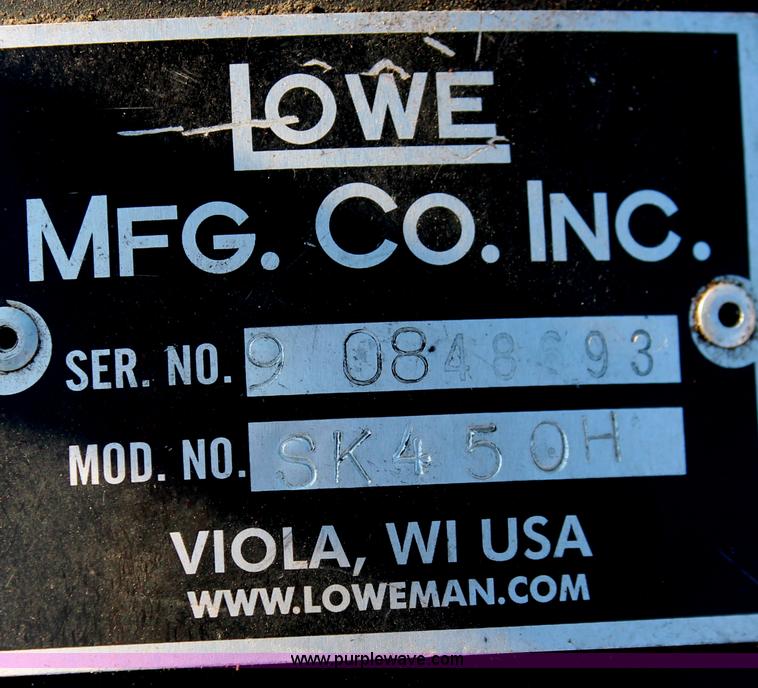 LOWE
MFG. CO. INC.
SER. NO. 9 0848693
MOD. NO. SK450H
VIOLA, WI USA
WWW.LOWEMAN.COM
www.purplewave.com